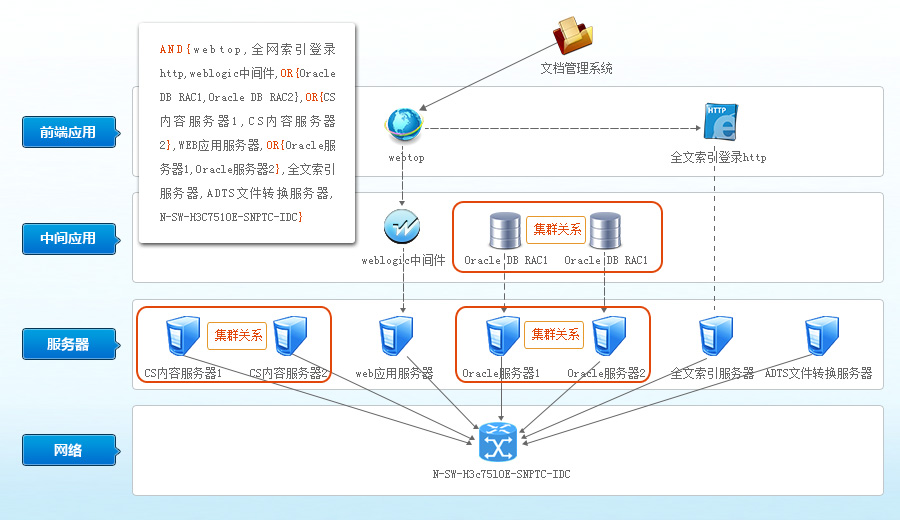 AND{webtop,全网索引登录
http,weblogic中间件,OR{Oracle
DB RAC1,Oracle DB RAC2},OR{CS
内容服务器1,CS内容服务器
2},WEB应用服务器,OR{Oracle服
务器1,Oracle服务器2},全文索引
服务器,ADTS文件转换服务器,
N-SW-H3C7510E-SNPTC-IDC}
文档管理系统
前端应用
webtop
HTTP
全文索引登录http
中间应用
weblogic中间件
集群关系
Oracle DB RAC1
Oracle DB RAC1
服务器
集群关系
CS内容服务器1
CS内容服务器2
web应用服务器
集群关系
Oracle服务器1
Oracle服务器2
全文索引服务器
ADTS文件转换服务器
网络
N-SW-H3c7510E-SNPTC-IDC